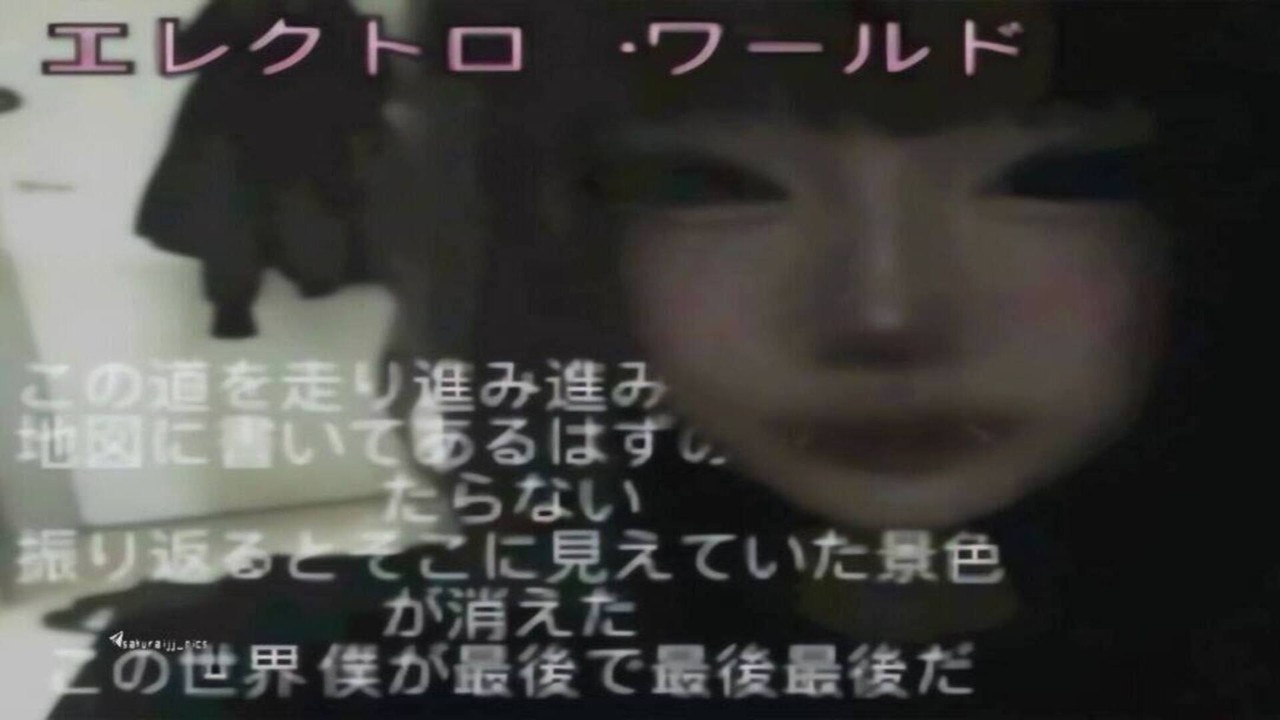 エレクトロ ・ワールド
この道を走り進み進み
地図に書いてあるはずの
たらない
振り返るとそこに見えていた景色
が消えた
この世界僕が最後で最後最後だ
sakuraijj_pics